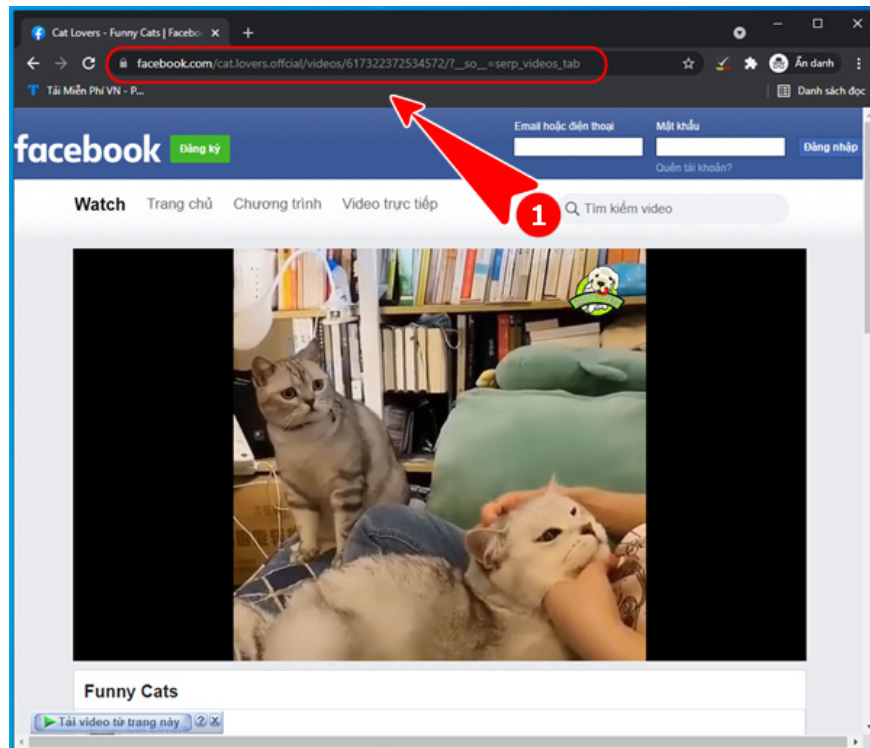 Cat Lovers - Funny Cats | Facebo
facebook.com/cat.lovers.offcial/videos/617322372534572/?__so__=serp_videos_tab
Ẩn danh
Tải Miễn Phí VN - P...
Danh sách đọc
facebook
Đăng ký
Email hoặc điện thoại
Mật khẩu
Đăng nhập
Quên tài khoản?
Watch Trang chủ Chương trình Video trực tiếp
Tìm kiếm video
1
Funny Cats
Tải video từ trang này ? X